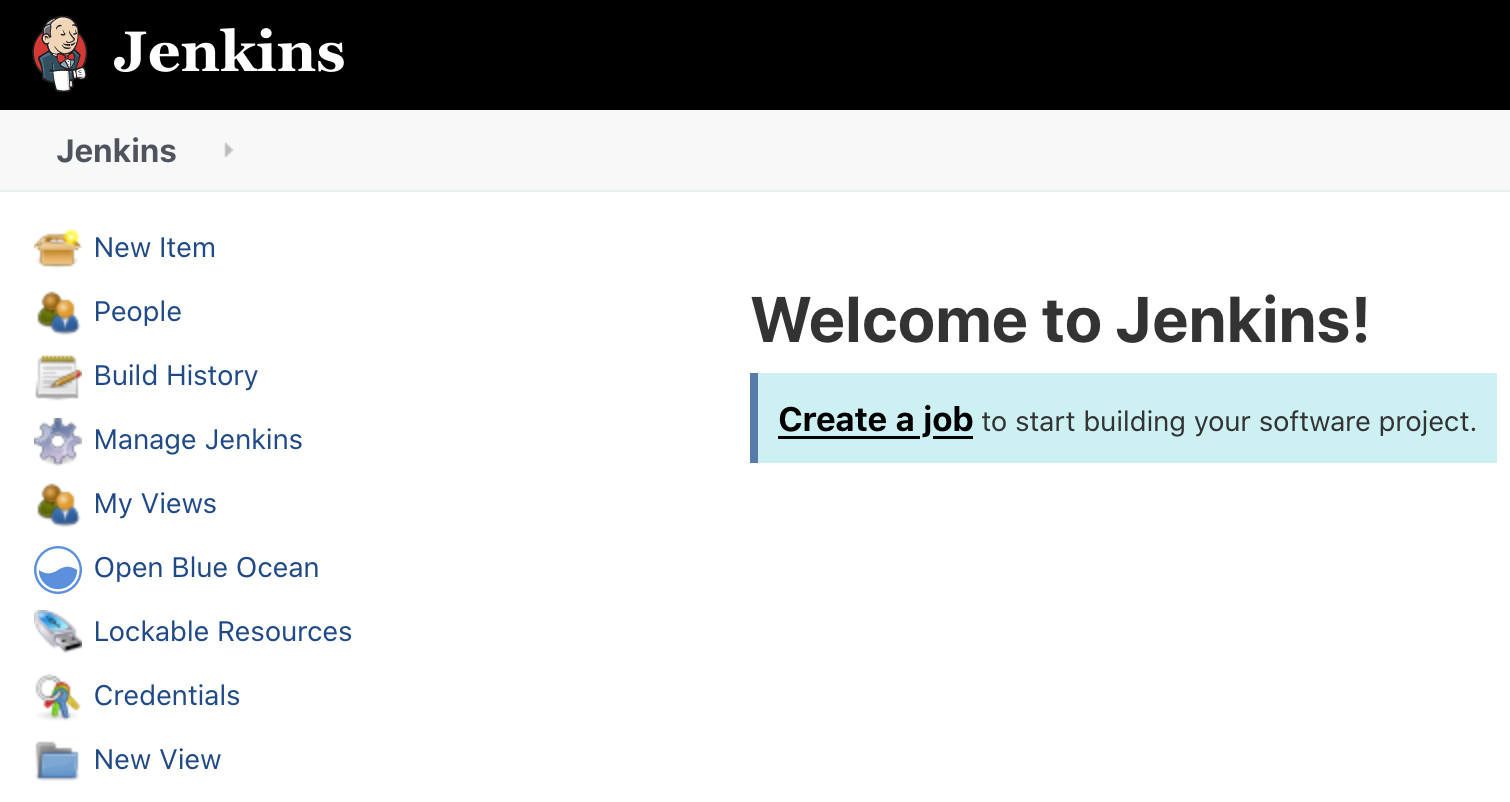 Jenkins
Jenkins
New Item
People
Build History
Manage Jenkins
My Views
Open Blue Ocean
Lockable Resources
Credentials
New View
Welcome to Jenkins!
Create a job to start building your software project.